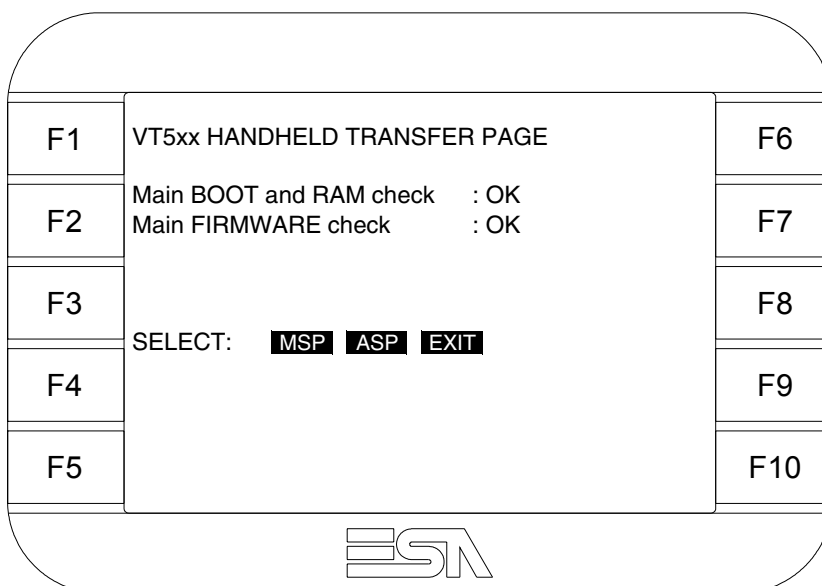 F1
F2
F3
F4
F5
VT5xx HANDHELD TRANSFER PAGE
Main BOOT and RAM check : OK
Main FIRMWARE check : OK
SELECT: MSP ASP EXIT
F6
F7
F8
F9
F10
ESA